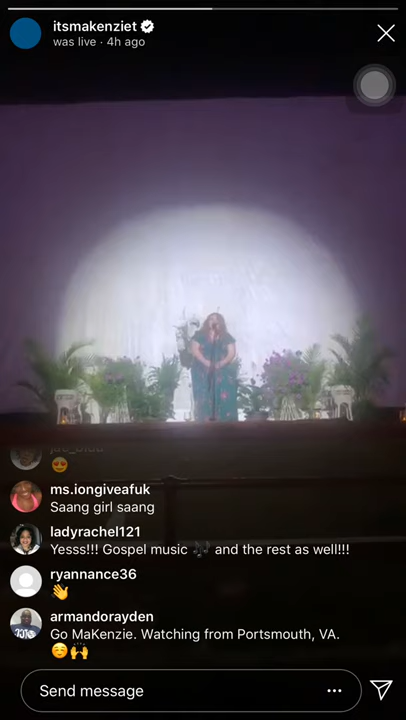 itsmakenziet
was live · 4h ago
ms.iongiveafuk
Saang girl saang
ladyrachel121
Yesss!!! Gospel music 🎶 and the rest as well!!!
ryannance36
👋
armandorayden
Go MaKenzie. Watching from Portsmouth, VA.
☺️🙌
Send message